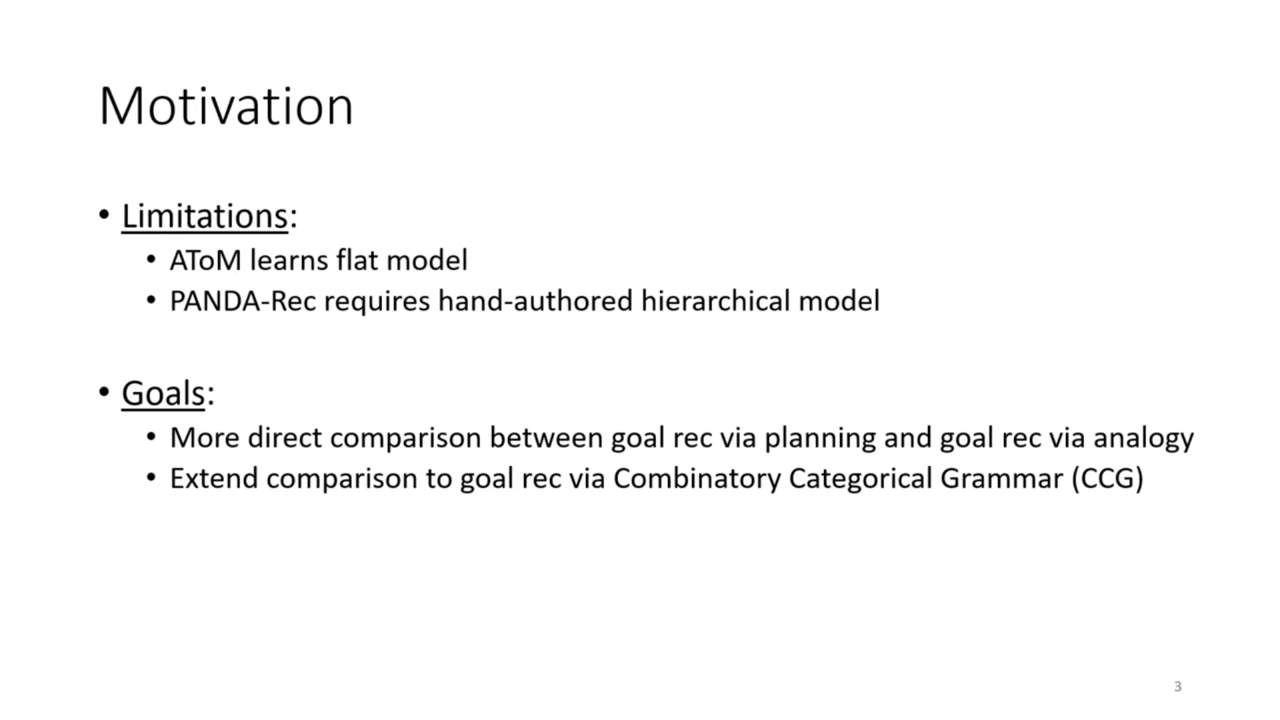 Motivation
• Limitations:
• AToM learns flat model
• PANDA-Rec requires hand-authored hierarchical model
• Goals:
• More direct comparison between goal rec via planning and goal rec via analogy
• Extend comparison to goal rec via Combinatory Categorical Grammar (CCG)
3